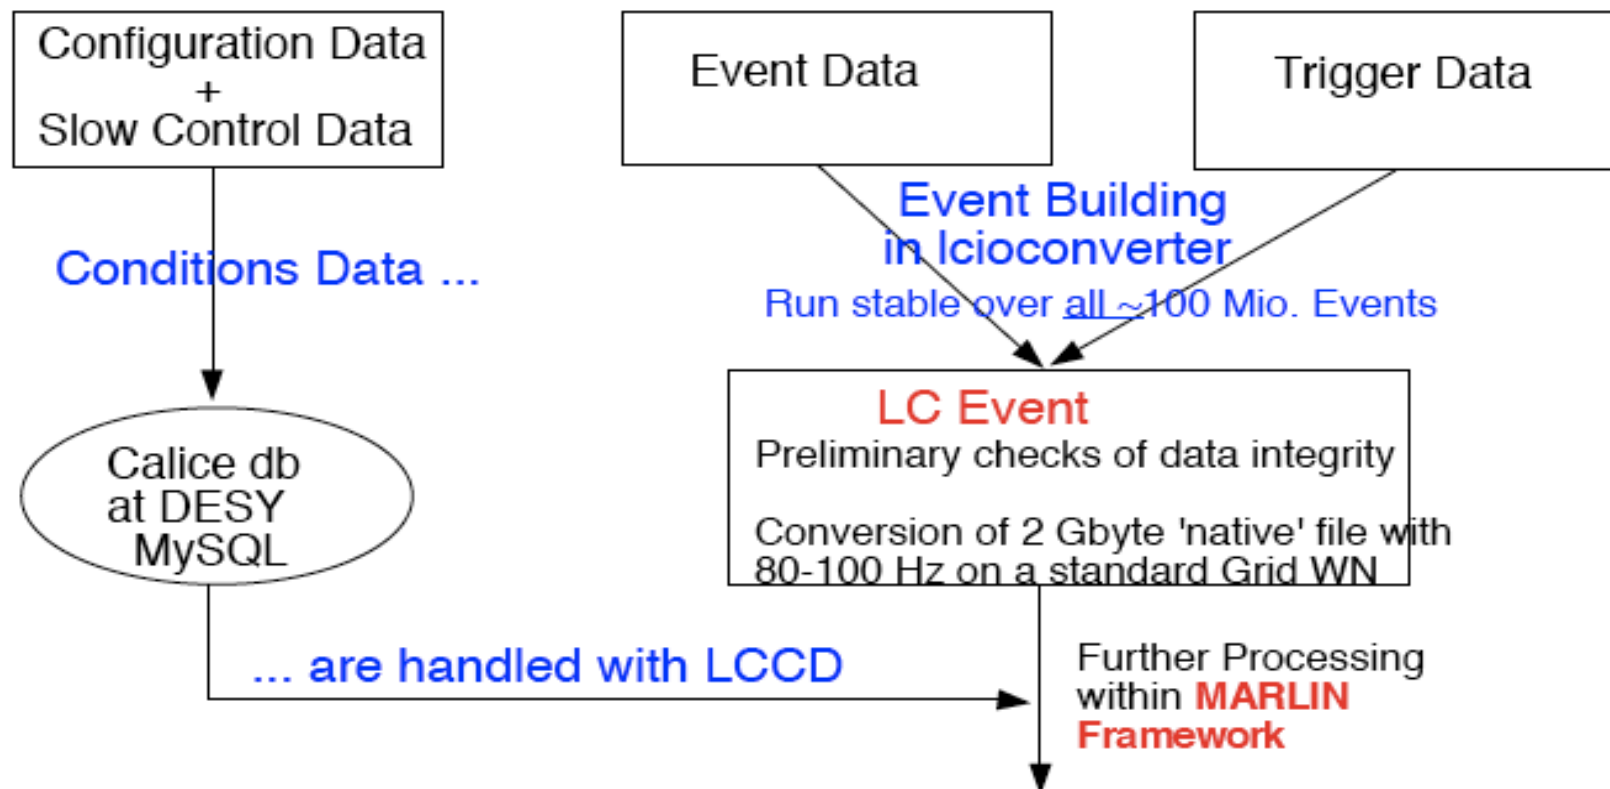 Configuration Data
+
Slow Control Data
Event Data
Trigger Data
Conditions Data ...
Event Building
in lcioconverter
Run stable over all ~100 Mio. Events
LC Event
Preliminary checks of data integrity
Conversion of 2 Gbyte 'native' file with
80-100 Hz on a standard Grid WN
Calice db
at DESY
MySQL
... are handled with LCCD
Further Processing
within MARLIN
Framework